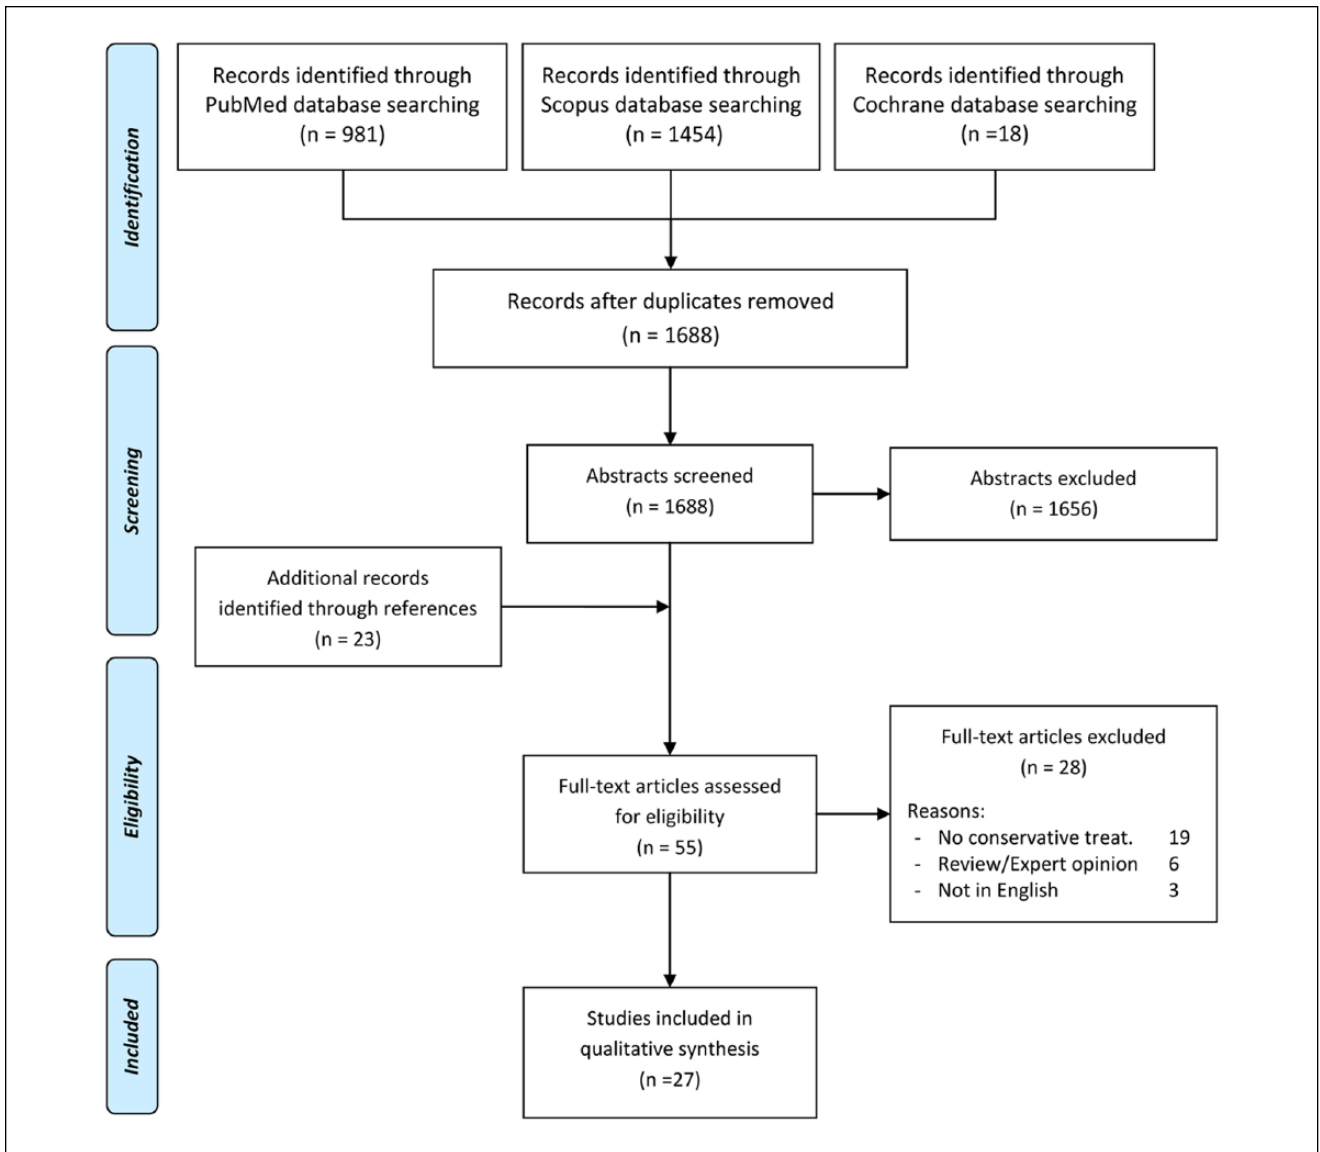 Identification
Records identified through
PubMed database searching
(n = 981)
Records identified through
Scopus database searching
(n = 1454)
Records identified through
Cochrane database searching
(n =18)
Records after duplicates removed
(n = 1688)
Screening
Abstracts screened
(n = 1688)
Abstracts excluded
(n = 1656)
Additional records
identified through references
(n = 23)
Eligibility
Full-text articles assessed
for eligibility
(n = 55)
Full-text articles excluded
(n = 28)
Reasons:
- No conservative treat. 19
- Review/Expert opinion 6
- Not in English 3
Included
Studies included in
qualitative synthesis
(n =27)